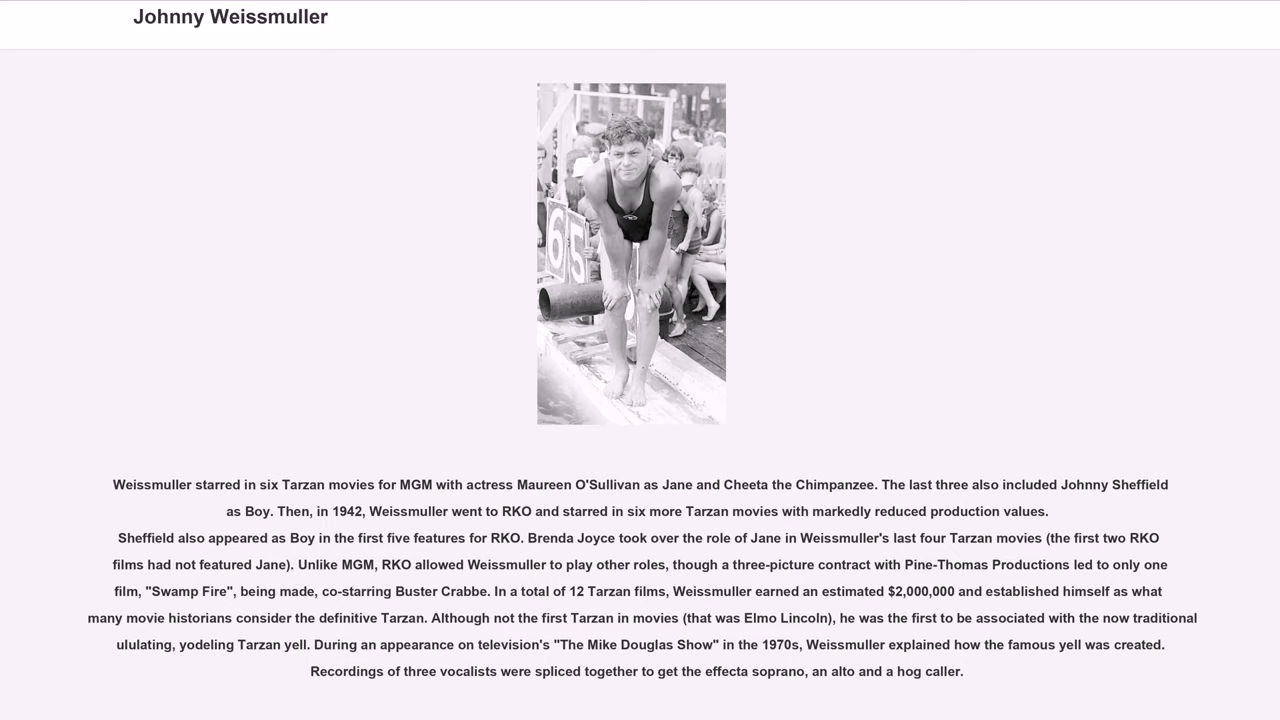 Johnny Weissmuller
65
Weissmuller starred in six Tarzan movies for MGM with actress Maureen O'Sullivan as Jane and Cheeta the Chimpanzee. The last three also included Johnny Sheffield
as Boy. Then, in 1942, Weissmuller went to RKO and starred in six more Tarzan movies with markedly reduced production values.
Sheffield also appeared as Boy in the first five features for RKO. Brenda Joyce took over the role of Jane in Weissmuller's last four Tarzan movies (the first two RKO
films had not featured Jane). Unlike MGM, RKO allowed Weissmuller to play other roles, though a three-picture contract with Pine-Thomas Productions led to only one
film, "Swamp Fire", being made, co-starring Buster Crabbe. In a total of 12 Tarzan films, Weissmuller earned an estimated $2,000,000 and established himself as what
many movie historians consider the definitive Tarzan. Although not the first Tarzan in movies (that was Elmo Lincoln), he was the first to be associated with the now traditional
ululating, yodeling Tarzan yell. During an appearance on television's "The Mike Douglas Show" in the 1970s, Weissmuller explained how the famous yell was created.
Recordings of three vocalists were spliced together to get the effecta soprano, an alto and a hog caller.